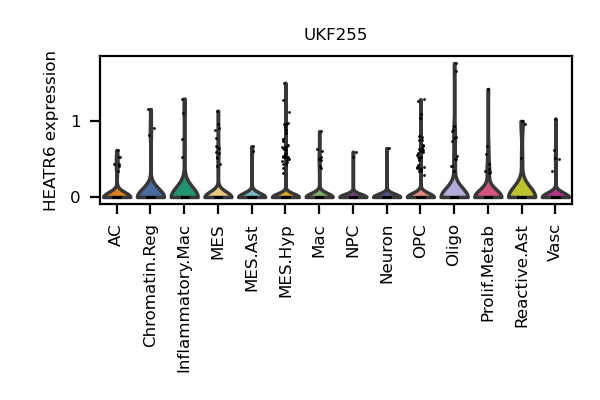 UKF255
HEATR6 expression
1
0
AC
Chromatin.Reg
Inflammatory.Mac
MES
MES.Ast
MES.Hyp
Mac
NPC
Neuron
OPC
Oligo
Prolif.Metab
Reactive.Ast
Vasc